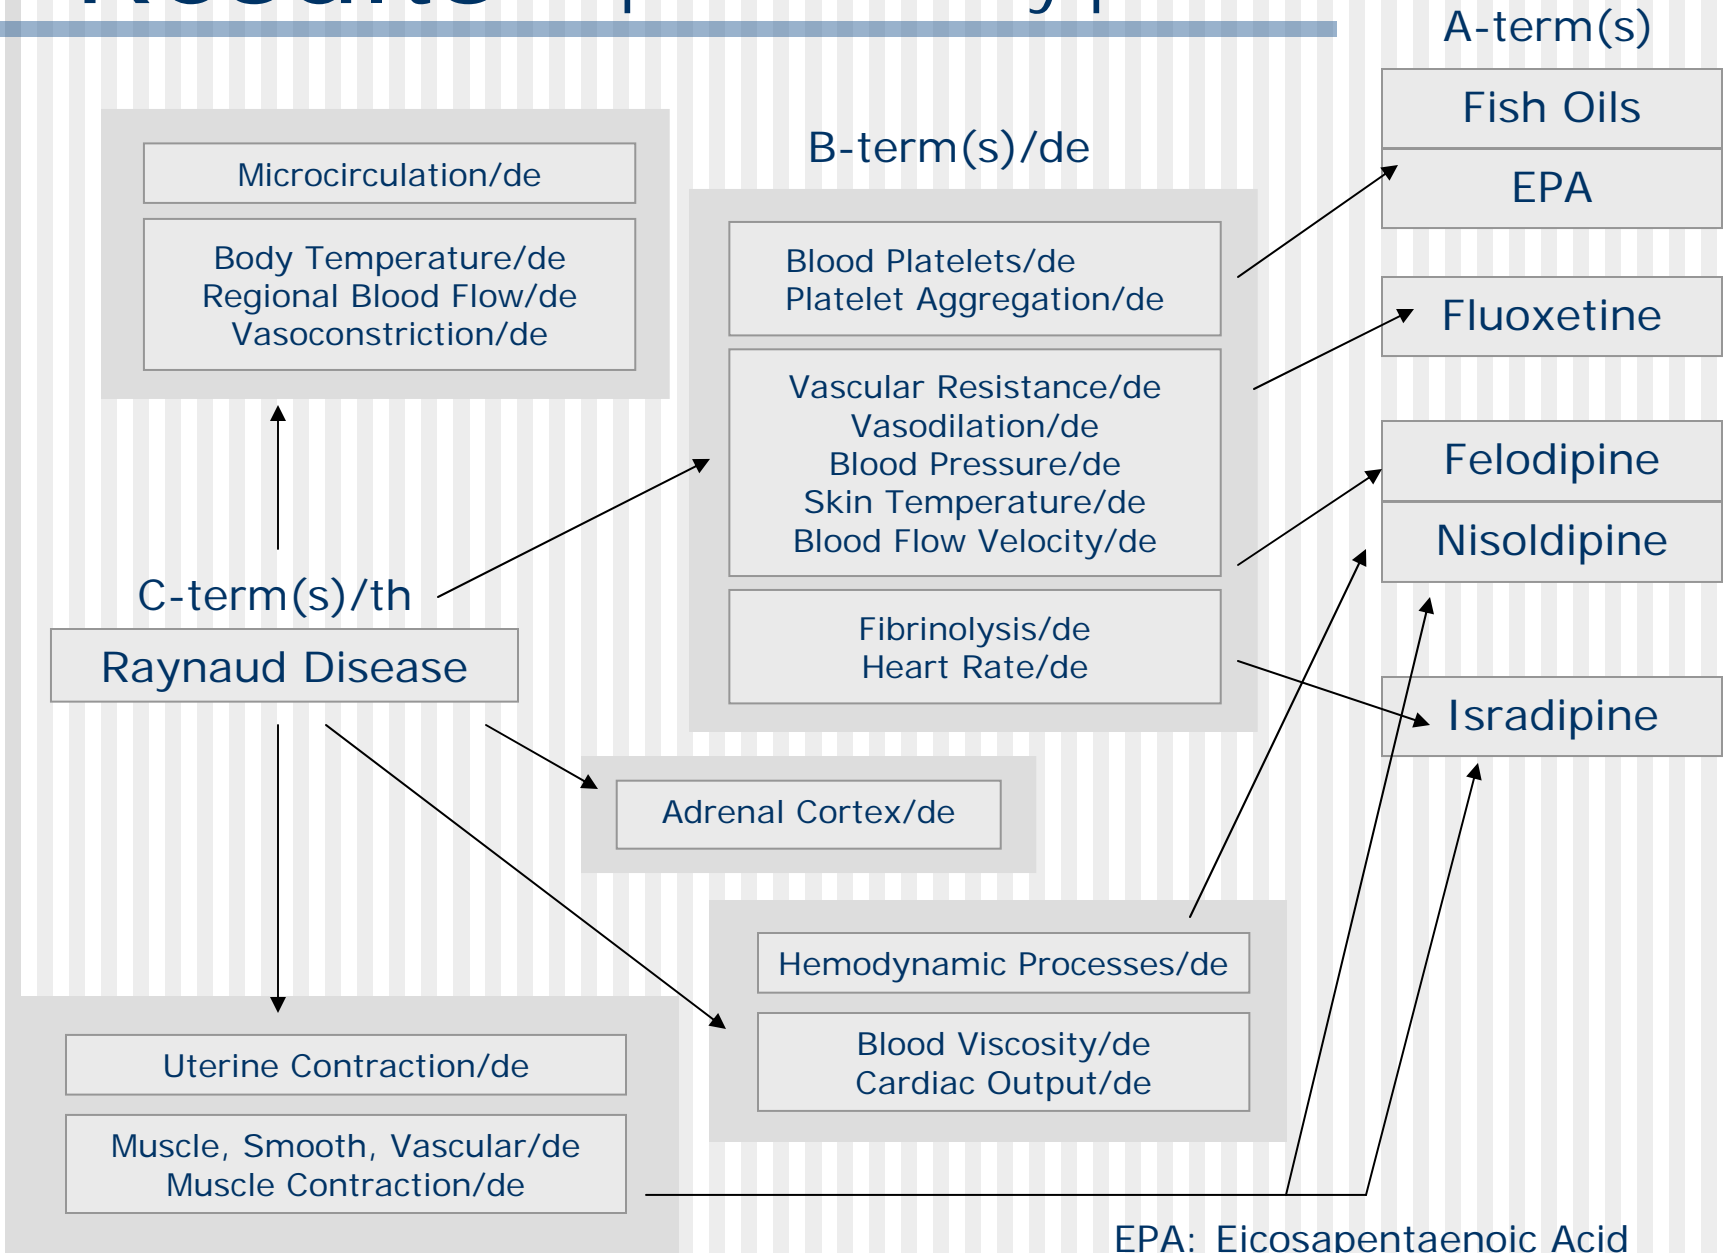 A-term(s)
Fish Oils
EPA
Fluoxetine
Felodipine
Nisoldipine
Isradipine
B-term(s)/de
Blood Platelets/de
Platelet Aggregation/de
Vascular Resistance/de
Vasodilation/de
Blood Pressure/de
Skin Temperature/de
Blood Flow Velocity/de
Fibrinolysis/de
Heart Rate/de
Microcirculation/de
Body Temperature/de
Regional Blood Flow/de
Vasoconstriction/de
C-term(s)/th
Raynaud Disease
Adrenal Cortex/de
Hemodynamic Processes/de
Blood Viscosity/de
Cardiac Output/de
Uterine Contraction/de
Muscle, Smooth, Vascular/de
Muscle Contraction/de
EPA: Eicosapentaenoic Acid